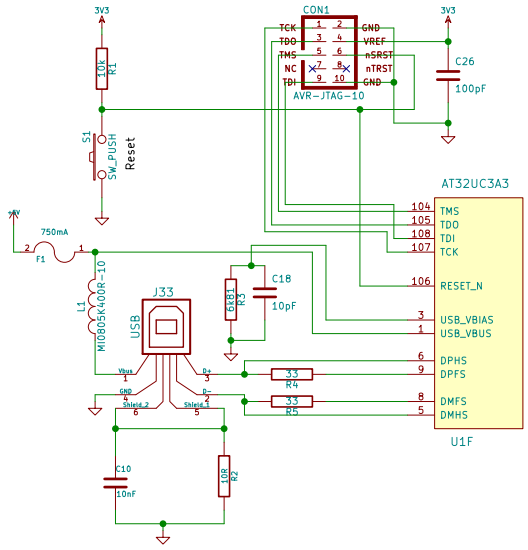 3V3
10k
R1
S1
SW_PUSH
Reset
CON1
TCK 1 2 GND
TDO 3 4 VREF
TMS 5 6 nSRST
NC 7 8 nTRST
TDI 9 10 GND
AVR-JTAG-10
3V3
C26
100pF
AT32UC3A3
104 TMS
105 TDO
108 TDI
107 TCK
106 RESET_N
3 USB_VBIAS
1 USB_VBUS
6 DPHS
9 DPFS
8 DMFS
5 DMHS
U1F
750mA
2 1
F1
L1
MI0805K400R-10
J33
USB
6k81
R3
C18
10pF
Vbus
1
GND
4
Shield_2
6
D+
3
D-
2
Shield_1
5
33
R4
33
R5
C10
10nF
10R
R2